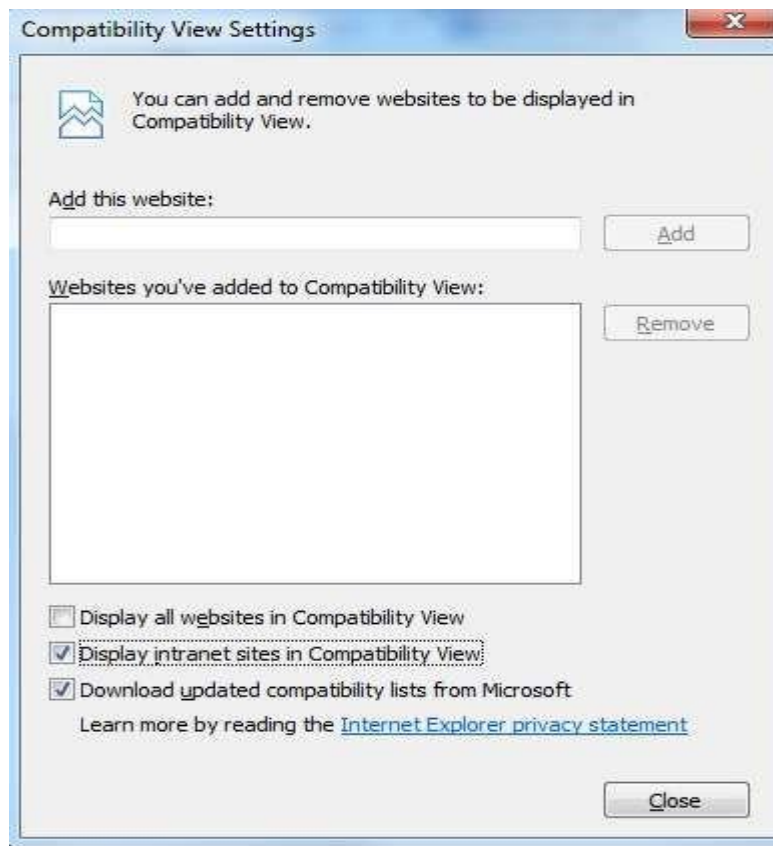 Compatibility View Settings
You can add and remove websites to be displayed in
Compatibility View.
Add this website:
Add
Websites you've added to Compatibility View:
Remove
Display all websites in Compatibility View
Display intranet sites in Compatibility View
Download updated compatibility lists from Microsoft
Learn more by reading the Internet Explorer privacy statement
Close